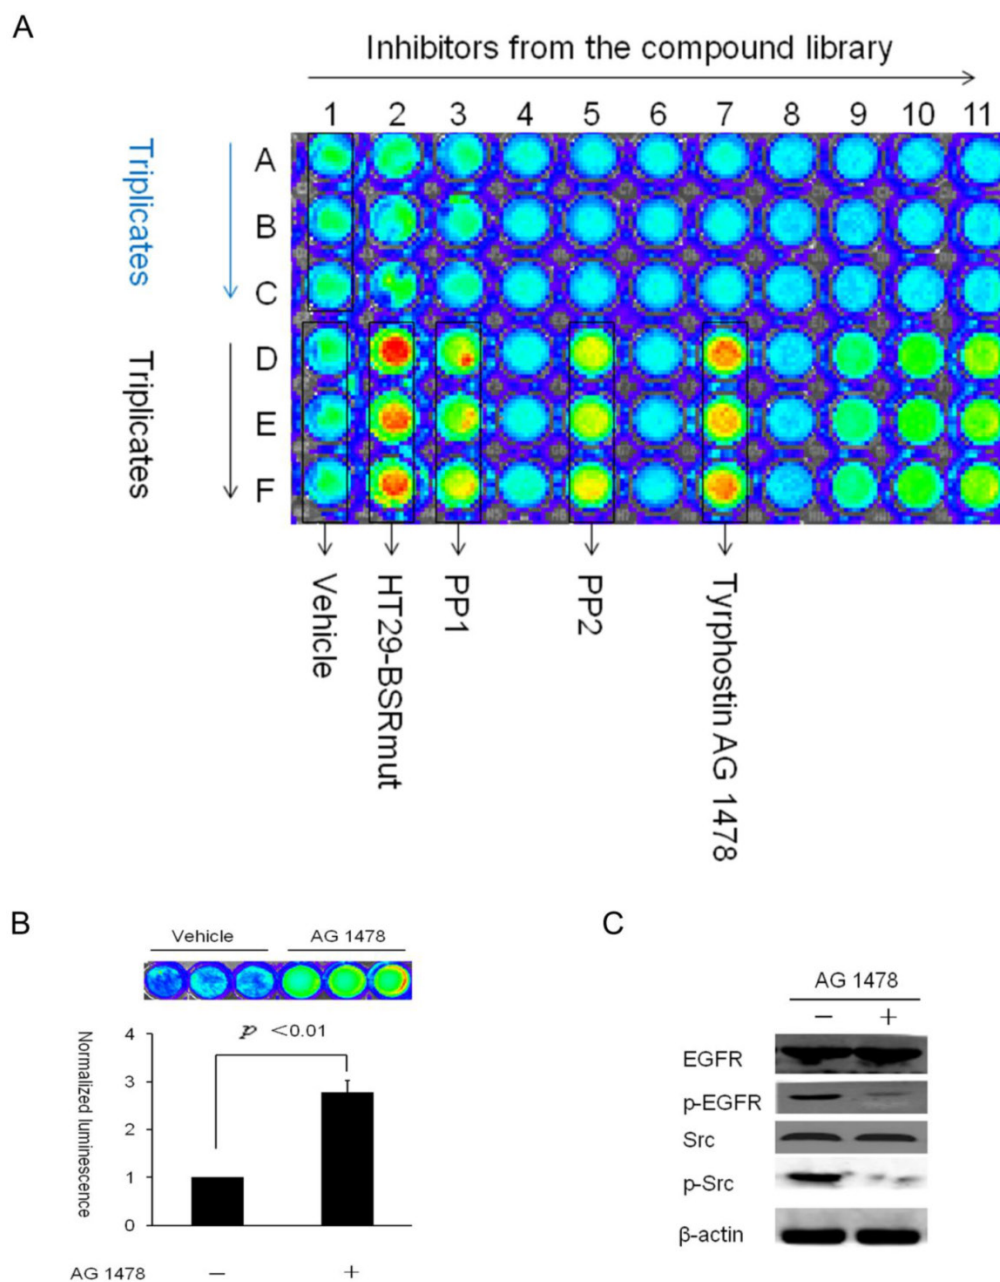 A
Inhibitors from the compound library
1 2 3 4 5 6 7 8 9 10 11
Triplicates
A
B
C
Triplicates
D
E
F
Vehicle
HT29-BSRmut
PP1
PP2
Tyrphostin AG 1478
B
Vehicle AG 1478
p <0.01
Normalized luminescence
4
3
2
1
0
AG 1478 − +
C
AG 1478
− +
EGFR
p-EGFR
Src
p-Src
β-actin